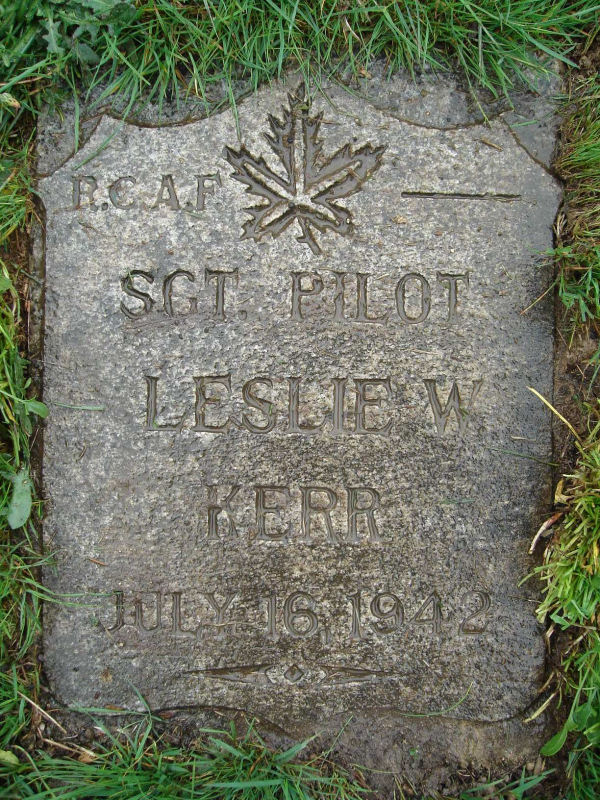 R.C.A.F
SGT. PILOT
LESLIE W
KERR
JULY 16, 1942